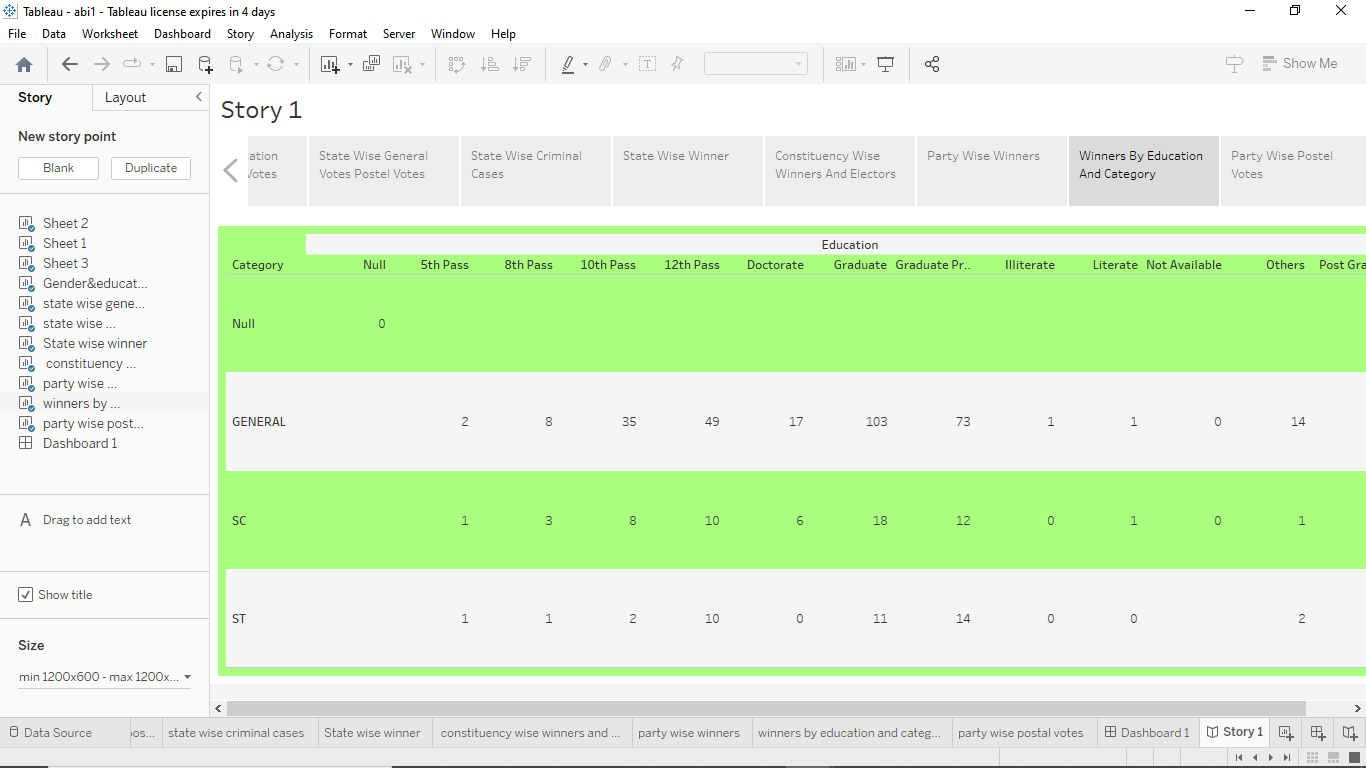 Tableau - abi1 - Tableau license expires in 4 days
File Data Worksheet Dashboard Story Analysis Format Server Window Help
Show Me
Story Layout
New story point
Blank Duplicate
Sheet 2
Sheet 1
Sheet 3
Gender&educat...
state wise gene...
state wise ...
State wise winner
constituency ...
party wise ...
winners by ...
party wise post...
Dashboard 1
A Drag to add text
Show title
Size
min 1200x600 - max 1200x...
Story 1
State Wise General
Votes Postel Votes
State Wise Criminal
Cases
State Wise Winner
Constituency Wise
Winners And Electors
Party Wise Winners
Winners By Education
And Category
Party Wise Postel
Votes
Education
Category Null 5th Pass 8th Pass 10th Pass 12th Pass Doctorate Graduate Graduate Pr.. Illiterate Literate Not Available Others Post Gra
Null 0
GENERAL 2 8 35 49 17 103 73 1 1 0 14
SC 1 3 8 10 6 18 12 0 1 0 1
ST 1 1 2 10 0 11 14 0 0 2
Data Source os... state wise criminal cases State wise winner constituency wise winners and ... party wise winners winners by education and categ... party wise postal votes Dashboard 1 Story 1